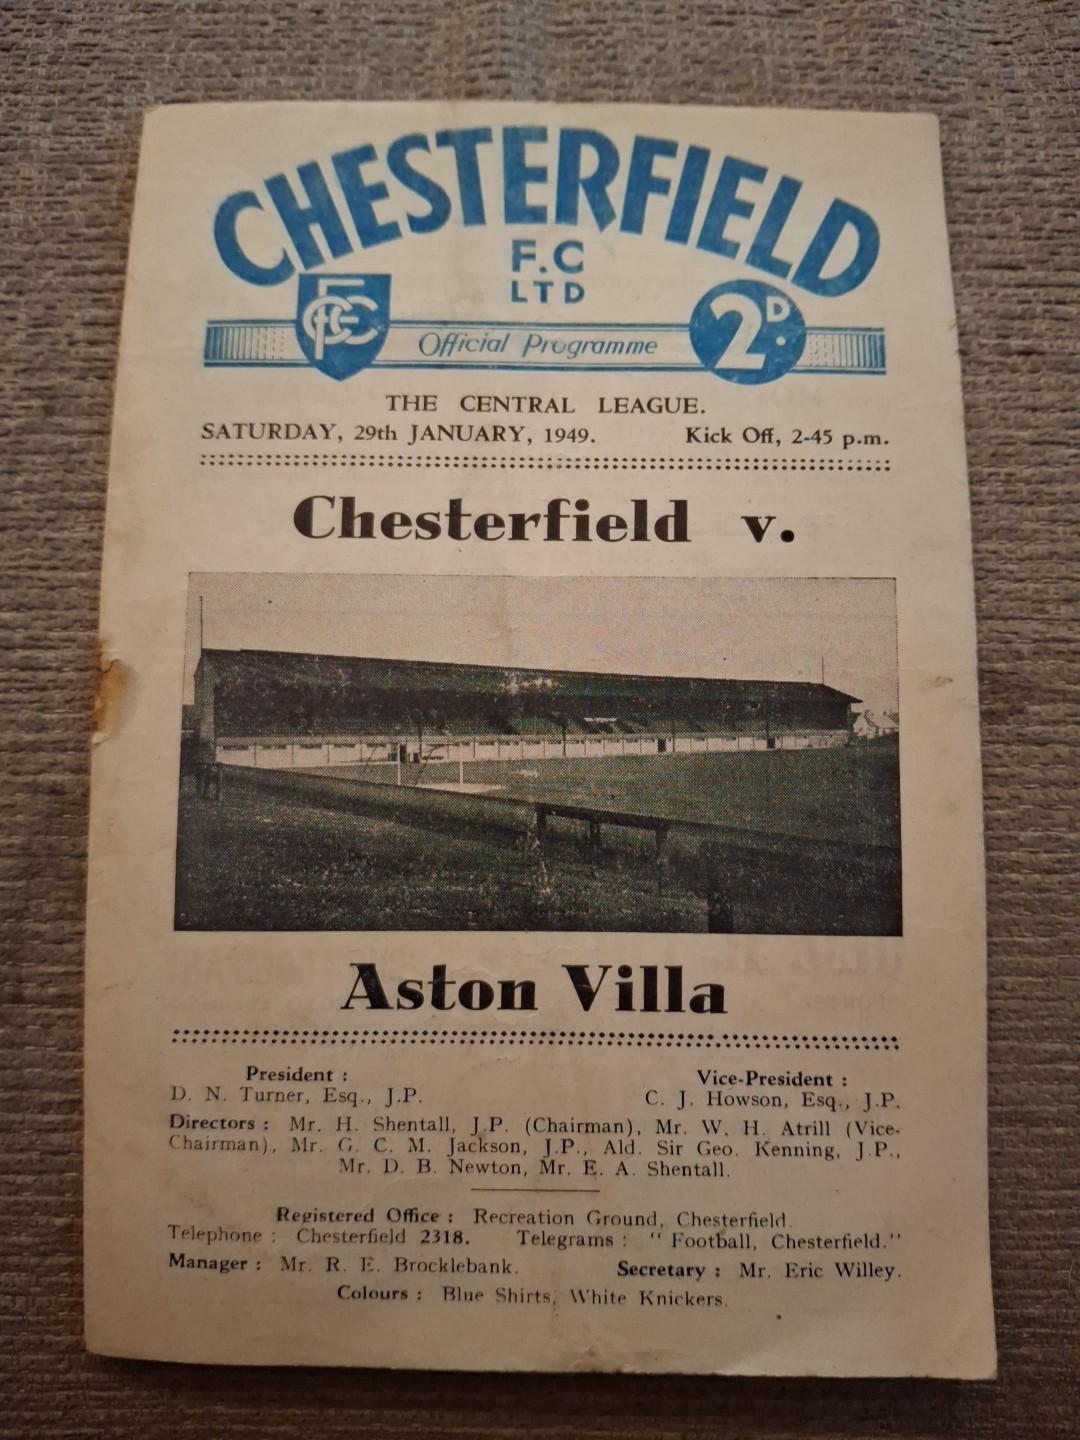 CHESTERFIELD
F.C
LTD
FCC
Official Programme
2D.
THE CENTRAL LEAGUE.
SATURDAY, 29th JANUARY, 1949. Kick Off, 2-45 p.m.
Chesterfield v.
Aston Villa
President : Vice-President :
D. N. Turner, Esq., J.P. C. J. Howson, Esq., J.P.
Directors : Mr. H. Shentall, J.P. (Chairman), Mr. W. H. Atrill (Vice-
Chairman), Mr. G. C. M. Jackson, J.P., Ald. Sir Geo. Kenning, J.P.,
Mr. D. B. Newton, Mr. E. A. Shentall.
Registered Office : Recreation Ground, Chesterfield.
Telephone : Chesterfield 2318. Telegrams : " Football, Chesterfield."
Manager : Mr. R. E. Brocklebank. Secretary : Mr. Eric Willey.
Colours : Blue Shirts, White Knickers.